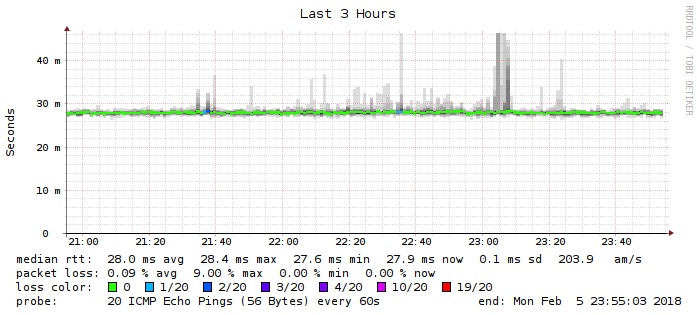 Last 3 Hours
RRDTOOL / TOBI OETIKER
Seconds
40 m
30 m
20 m
10 m
0
21:00 21:20 21:40 22:00 22:20 22:40 23:00 23:20 23:40
median rtt: 28.0 ms avg 28.4 ms max 27.6 ms min 27.9 ms now 0.1 ms sd 203.9 am/s
packet loss: 0.09 % avg 9.00 % max 0.00 % min 0.00 % now
loss color: 0 1/20 2/20 3/20 4/20 10/20 19/20
probe: 20 ICMP Echo Pings (56 Bytes) every 60s end: Mon Feb 5 23:55:03 2018